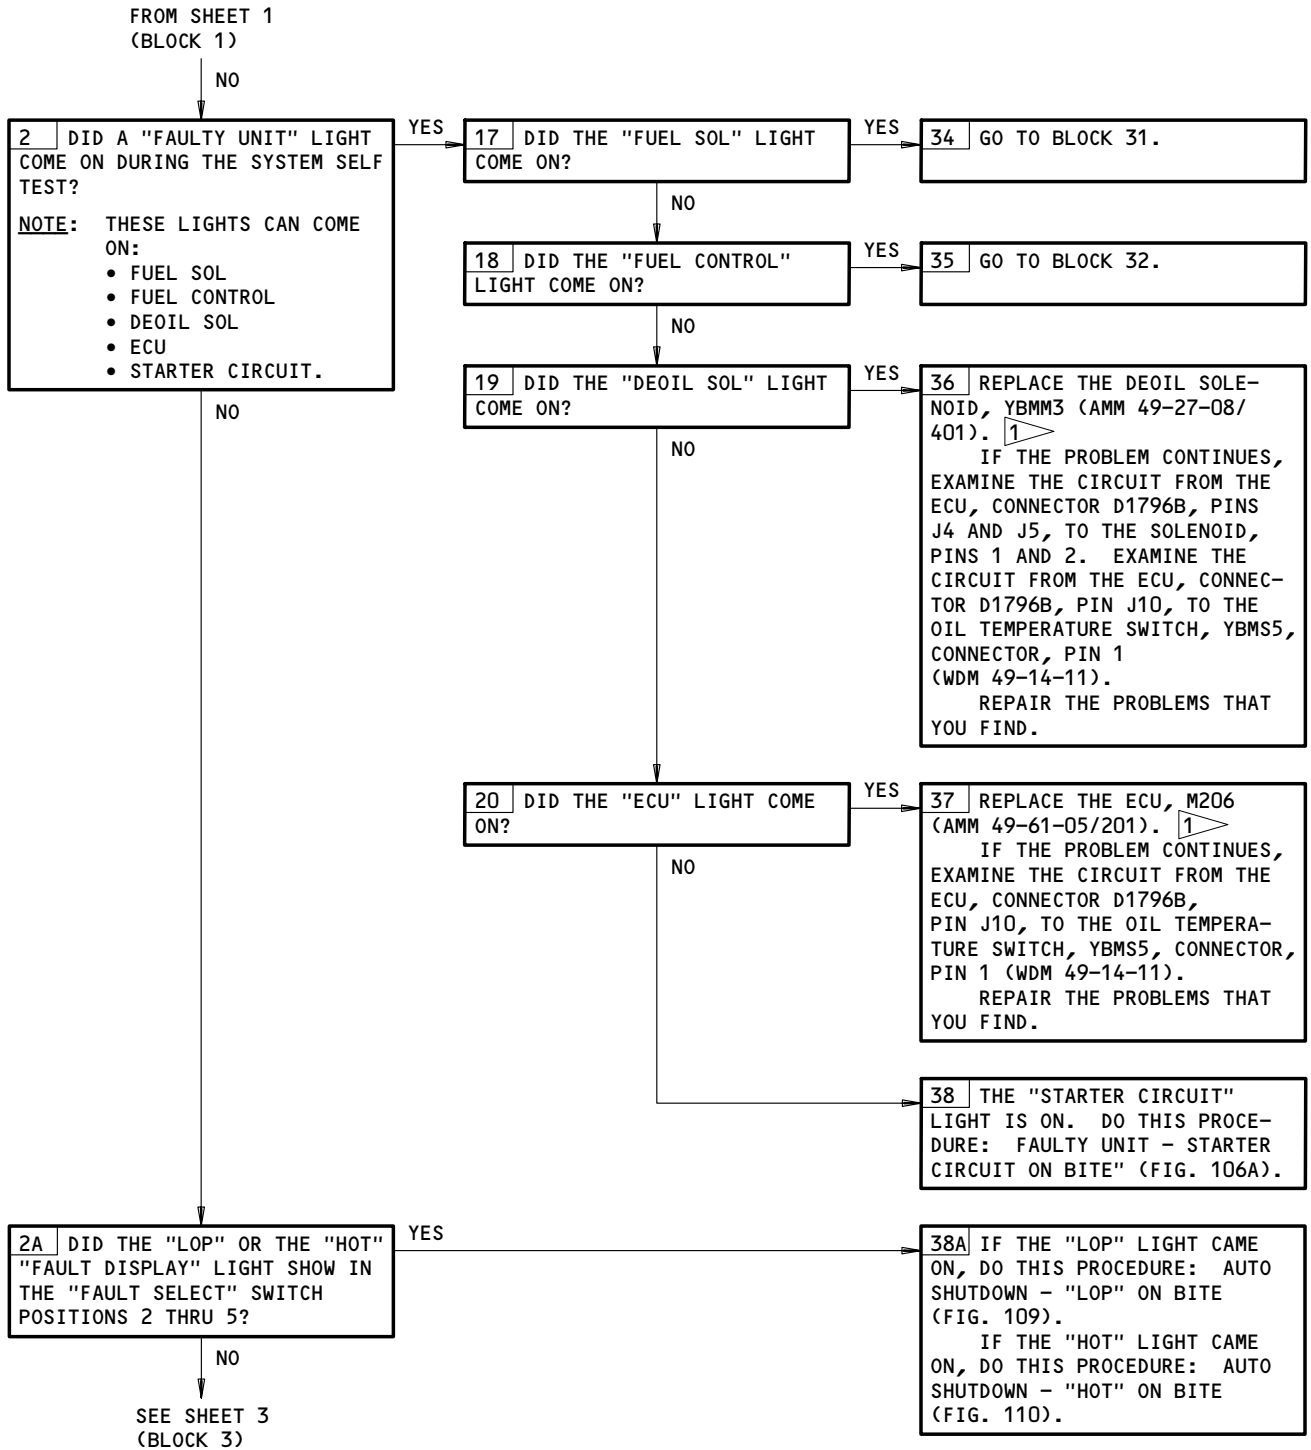 FROM SHEET 1
(BLOCK 1)
NO
2 DID A "FAULTY UNIT" LIGHT
COME ON DURING THE SYSTEM SELF
TEST?
NOTE: THESE LIGHTS CAN COME
ON:
• FUEL SOL
• FUEL CONTROL
• DEOIL SOL
• ECU
• STARTER CIRCUIT.
YES
17 DID THE "FUEL SOL" LIGHT
COME ON?
YES
34 GO TO BLOCK 31.
NO
18 DID THE "FUEL CONTROL"
LIGHT COME ON?
YES
35 GO TO BLOCK 32.
NO
19 DID THE "DEOIL SOL" LIGHT
COME ON?
YES
36 REPLACE THE DEOIL SOLE-
NOID, YBMM3 (AMM 49-27-08/
401). 1
IF THE PROBLEM CONTINUES,
EXAMINE THE CIRCUIT FROM THE
ECU, CONNECTOR D1796B, PINS
J4 AND J5, TO THE SOLENOID,
PINS 1 AND 2. EXAMINE THE
CIRCUIT FROM THE ECU, CONNEC-
TOR D1796B, PIN J10, TO THE
OIL TEMPERATURE SWITCH, YBMS5,
CONNECTOR, PIN 1
(WDM 49-14-11).
REPAIR THE PROBLEMS THAT
YOU FIND.
NO
NO
20 DID THE "ECU" LIGHT COME
ON?
YES
37 REPLACE THE ECU, M206
(AMM 49-61-05/201). 1
IF THE PROBLEM CONTINUES,
EXAMINE THE CIRCUIT FROM THE
ECU, CONNECTOR D1796B,
PIN J10, TO THE OIL TEMPERA-
TURE SWITCH, YBMS5, CONNECTOR,
PIN 1 (WDM 49-14-11).
REPAIR THE PROBLEMS THAT
YOU FIND.
NO
38 THE "STARTER CIRCUIT"
LIGHT IS ON. DO THIS PROCE-
DURE: FAULTY UNIT - STARTER
CIRCUIT ON BITE" (FIG. 106A).
2A DID THE "LOP" OR THE "HOT"
"FAULT DISPLAY" LIGHT SHOW IN
THE "FAULT SELECT" SWITCH
POSITIONS 2 THRU 5?
YES
38A IF THE "LOP" LIGHT CAME
ON, DO THIS PROCEDURE: AUTO
SHUTDOWN - "LOP" ON BITE
(FIG. 109).
IF THE "HOT" LIGHT CAME
ON, DO THIS PROCEDURE: AUTO
SHUTDOWN - "HOT" ON BITE
(FIG. 110).
NO
SEE SHEET 3
(BLOCK 3)